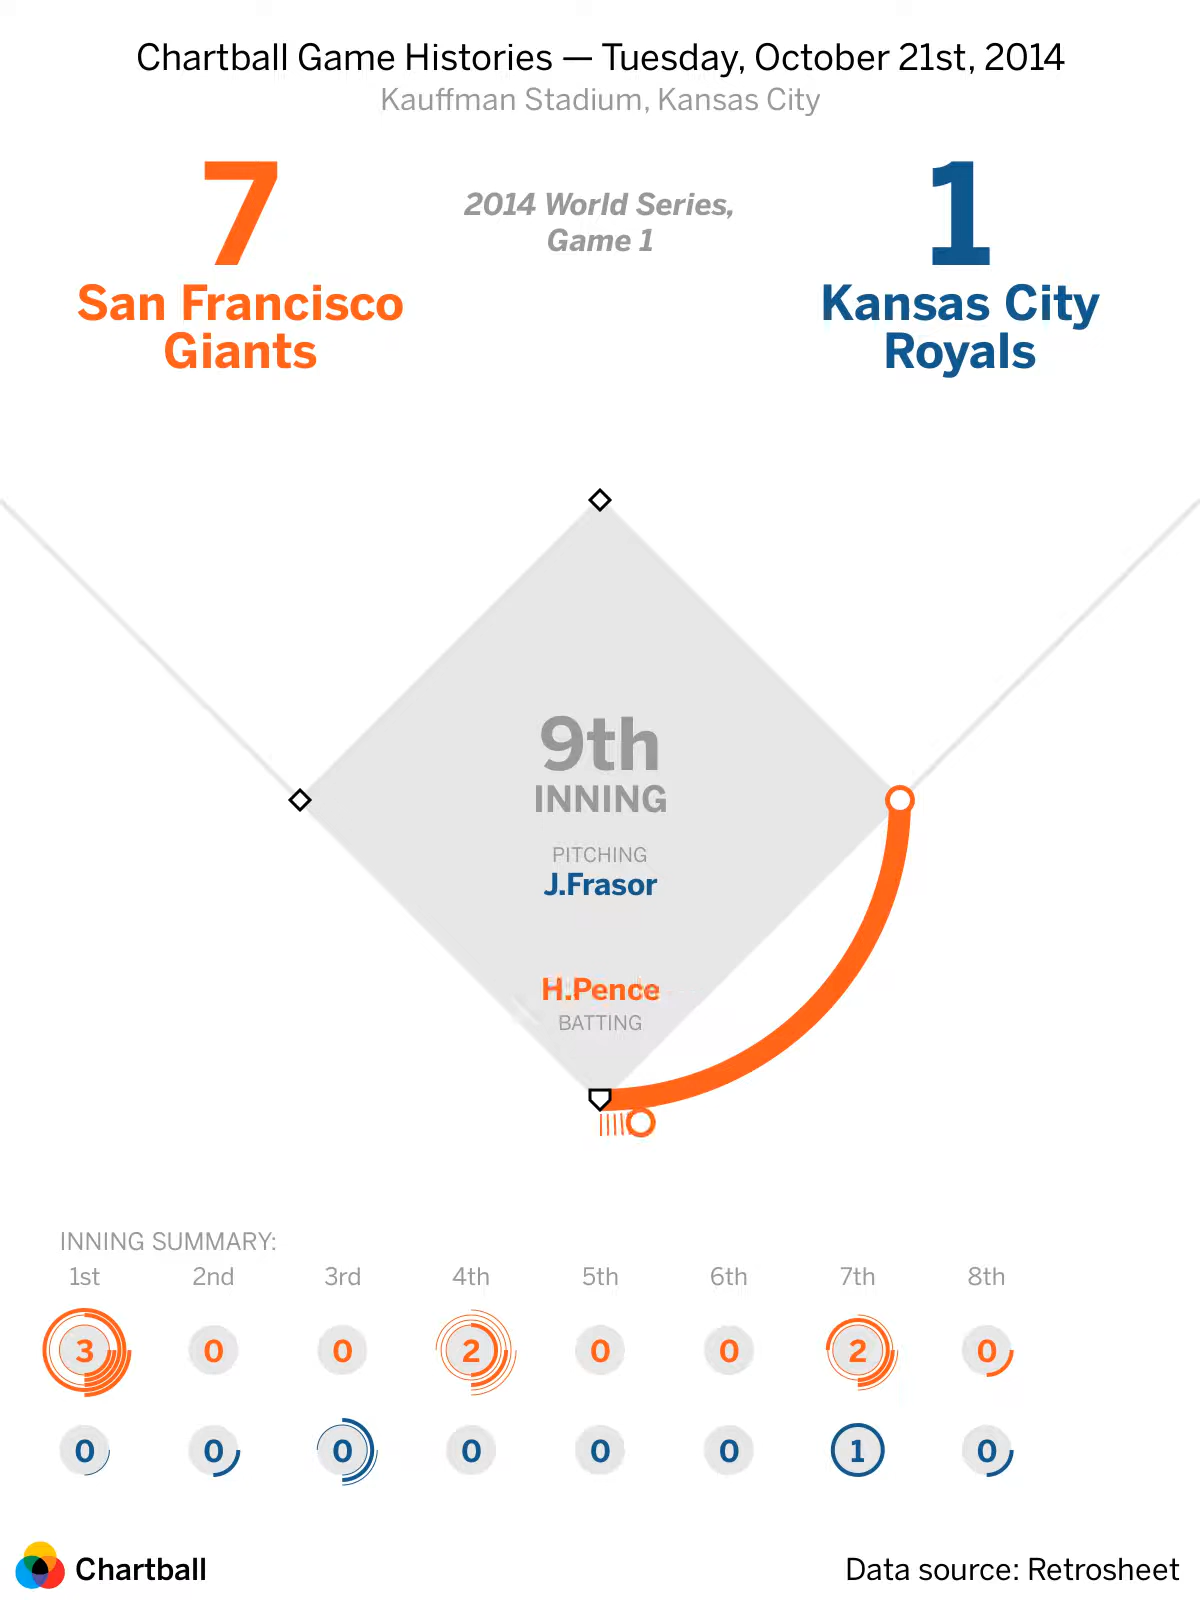 Chartball Game Histories — Tuesday, October 21st, 2014
Kauffman Stadium, Kansas City
7
San Francisco
Giants
2014 World Series,
Game 1
1
Kansas City
Royals
9th
INNING
PITCHING
J.Frasor
H.Pence
BATTING
INNING SUMMARY:
1st 2nd 3rd 4th 5th 6th 7th 8th
3 0 0 2 0 0 2 0
0 0 0 0 0 0 1 0
Chartball
Data source: Retrosheet